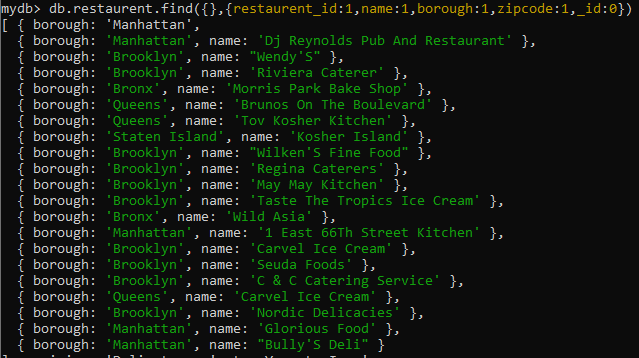 mydb> db.restaurent.find({},{restaurent_id:1,name:1,borough:1,zipcode:1,_id:0})
[ { borough: 'Manhattan',
{ borough: 'Manhattan', name: 'Dj Reynolds Pub And Restaurant' },
{ borough: 'Brooklyn', name: "Wendy'S" },
{ borough: 'Brooklyn', name: 'Riviera Caterer' },
{ borough: 'Bronx', name: 'Morris Park Bake Shop' },
{ borough: 'Queens', name: 'Brunos On The Boulevard' },
{ borough: 'Queens', name: 'Tov Kosher Kitchen' },
{ borough: 'Staten Island', name: 'Kosher Island' },
{ borough: 'Brooklyn', name: "Wilken'S Fine Food" },
{ borough: 'Brooklyn', name: 'Regina Caterers' },
{ borough: 'Brooklyn', name: 'May May Kitchen' },
{ borough: 'Brooklyn', name: 'Taste The Tropics Ice Cream' },
{ borough: 'Bronx', name: 'Wild Asia' },
{ borough: 'Manhattan', name: '1 East 66Th Street Kitchen' },
{ borough: 'Brooklyn', name: 'Carvel Ice Cream' },
{ borough: 'Brooklyn', name: 'Seuda Foods' },
{ borough: 'Brooklyn', name: 'C & C Catering Service' },
{ borough: 'Queens', name: 'Carvel Ice Cream' },
{ borough: 'Brooklyn', name: 'Nordic Delicacies' },
{ borough: 'Manhattan', name: 'Glorious Food' },
{ borough: 'Manhattan', name: "Bully'S Deli" }